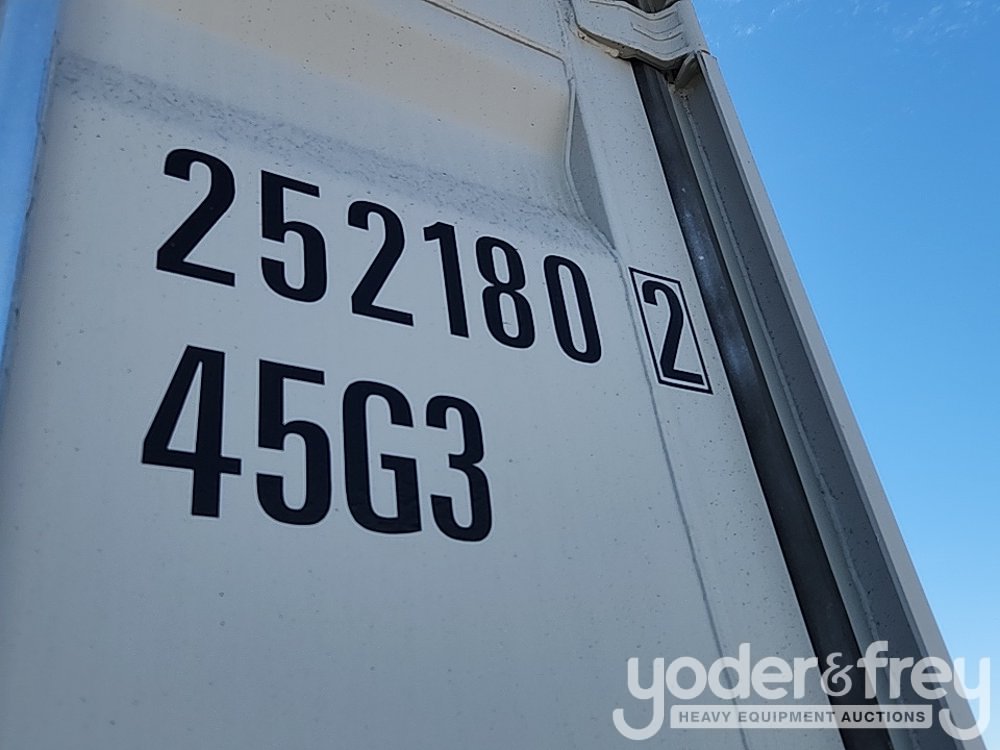 252180 2
45G3
yoder&frey
HEAVY EQUIPMENT AUCTIONS